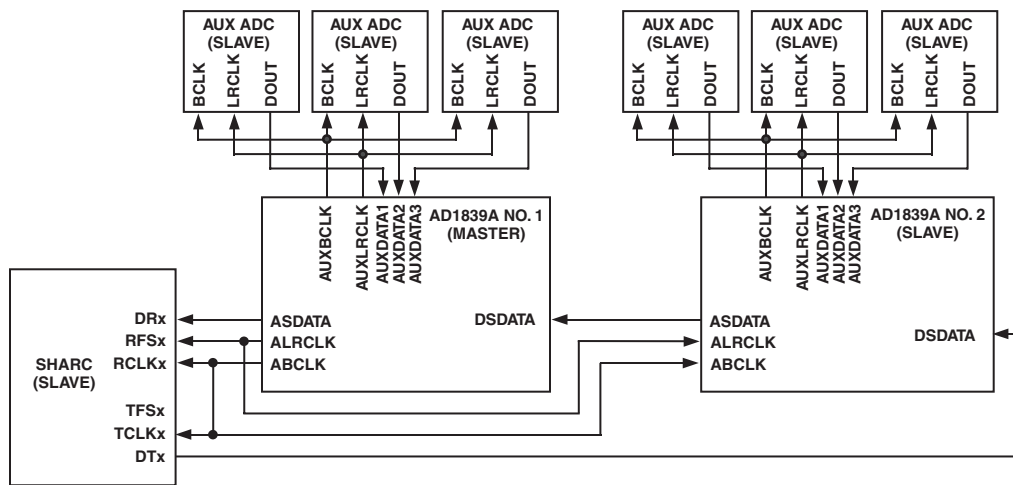 AUX ADC
(SLAVE)
BCLK
LRCLK
DOUT
AUX ADC
(SLAVE)
BCLK
LRCLK
DOUT
AUX ADC
(SLAVE)
BCLK
LRCLK
DOUT
AUX ADC
(SLAVE)
BCLK
LRCLK
DOUT
AUX ADC
(SLAVE)
BCLK
LRCLK
DOUT
AUX ADC
(SLAVE)
BCLK
LRCLK
DOUT
AUXBCLK
AUXLRCLK
AUXDATA1
AUXDATA2
AUXDATA3
AD1839A NO. 1
(MASTER)
ASDATA
ALRCLK
ABCLK
DSDATA
AUXBCLK
AUXLRCLK
AUXDATA1
AUXDATA2
AUXDATA3
AD1839A NO. 2
(SLAVE)
ASDATA
ALRCLK
ABCLK
DSDATA
SHARC
(SLAVE)
DRx
RFSx
RCLKx
TFSx
TCLKx
DTx